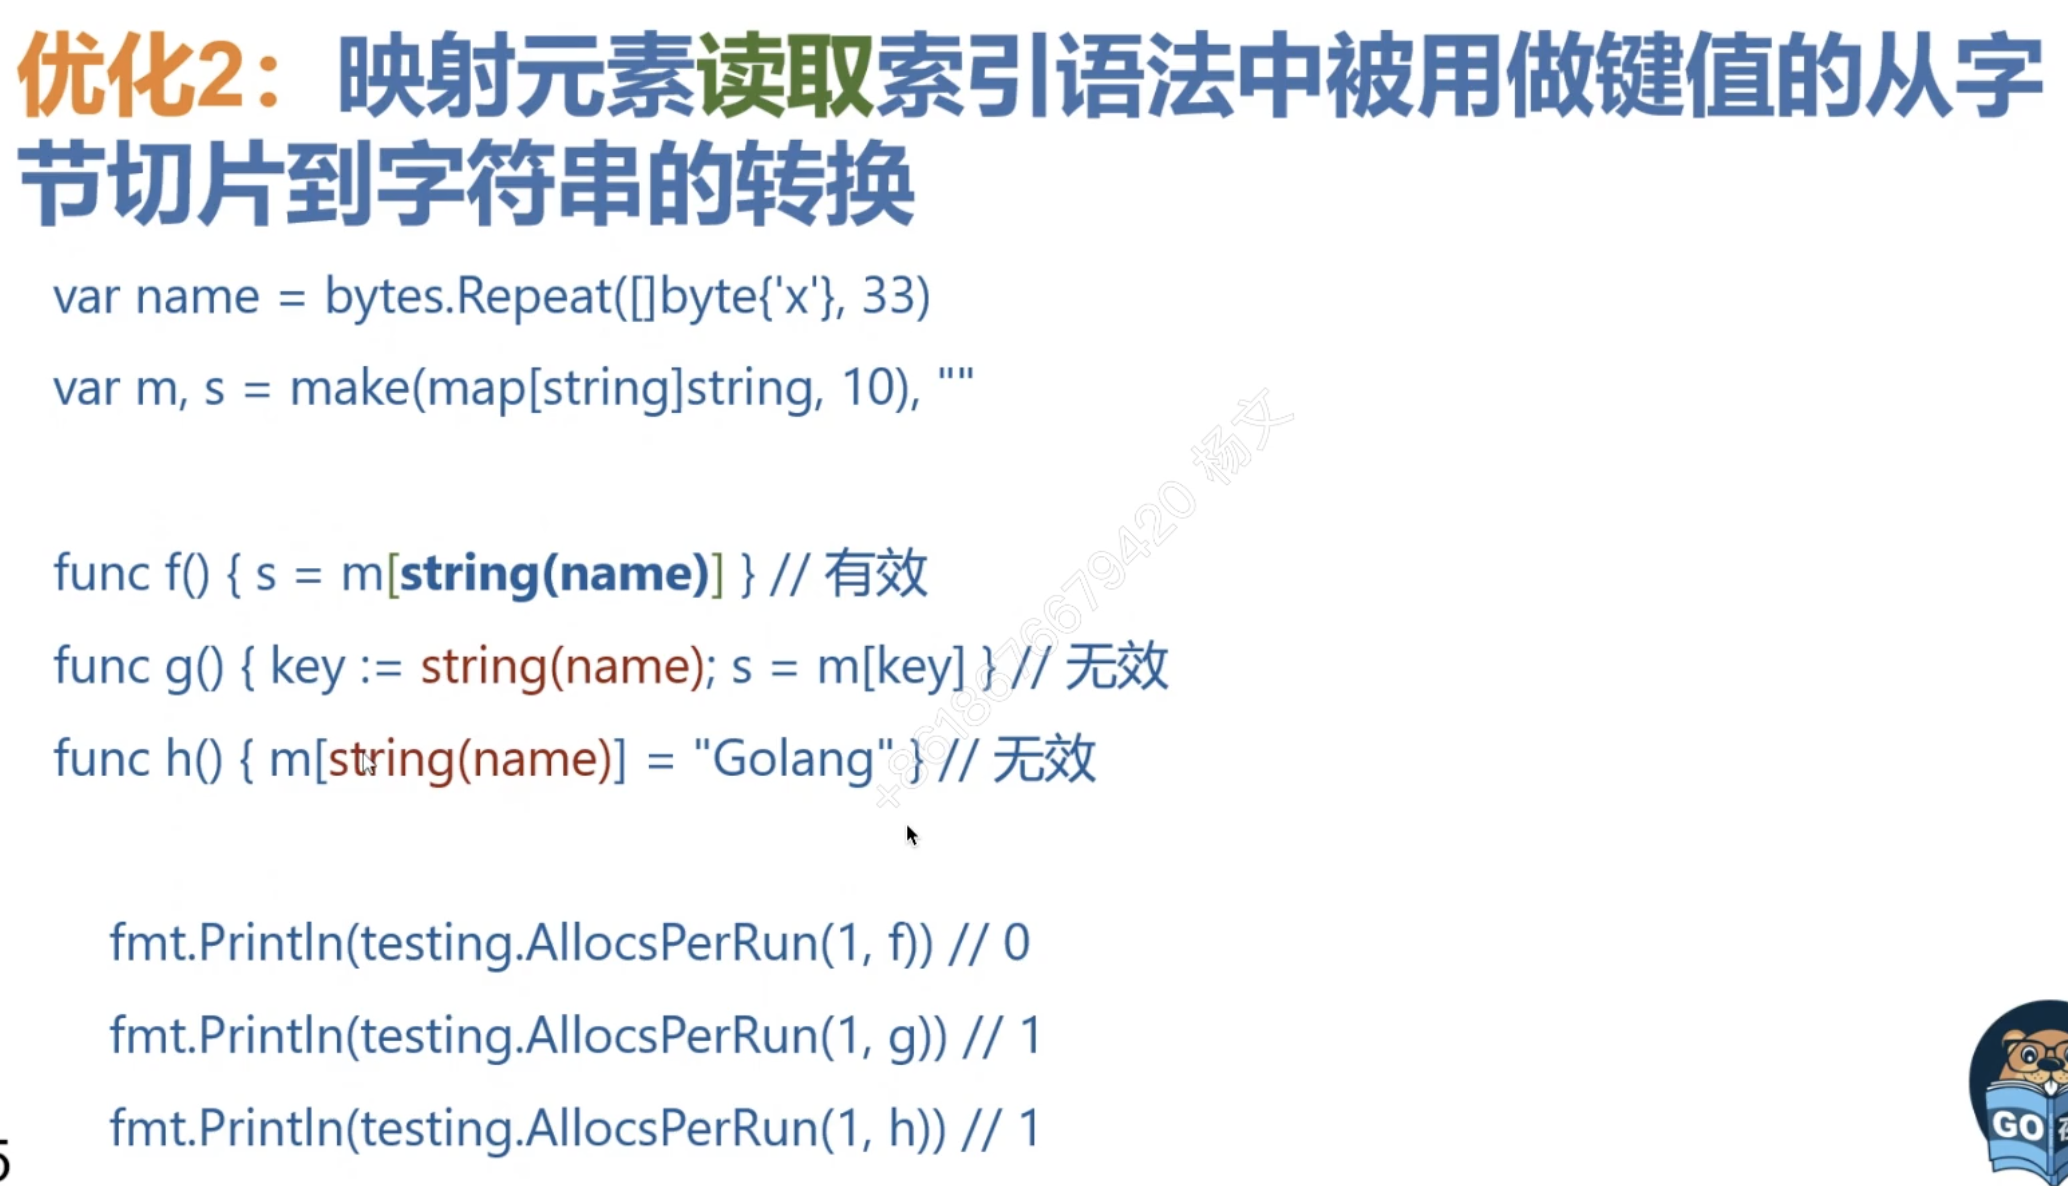 优化2：映射元素读取索引语法中被用做键值的从字
节切片到字符串的转换
var name = bytes.Repeat([]byte{'x'}, 33)
var m, s = make(map[string]string, 10), ""
func f() { s = m[string(name)] } // 有效
func g() { key := string(name); s = m[key] } // 无效
func h() { m[string(name)] = "Golang" } // 无效
+8618676679420 杨文
fmt.Println(testing.AllocsPerRun(1, f)) // 0
fmt.Println(testing.AllocsPerRun(1, g)) // 1
fmt.Println(testing.AllocsPerRun(1, h)) // 1
5
GO